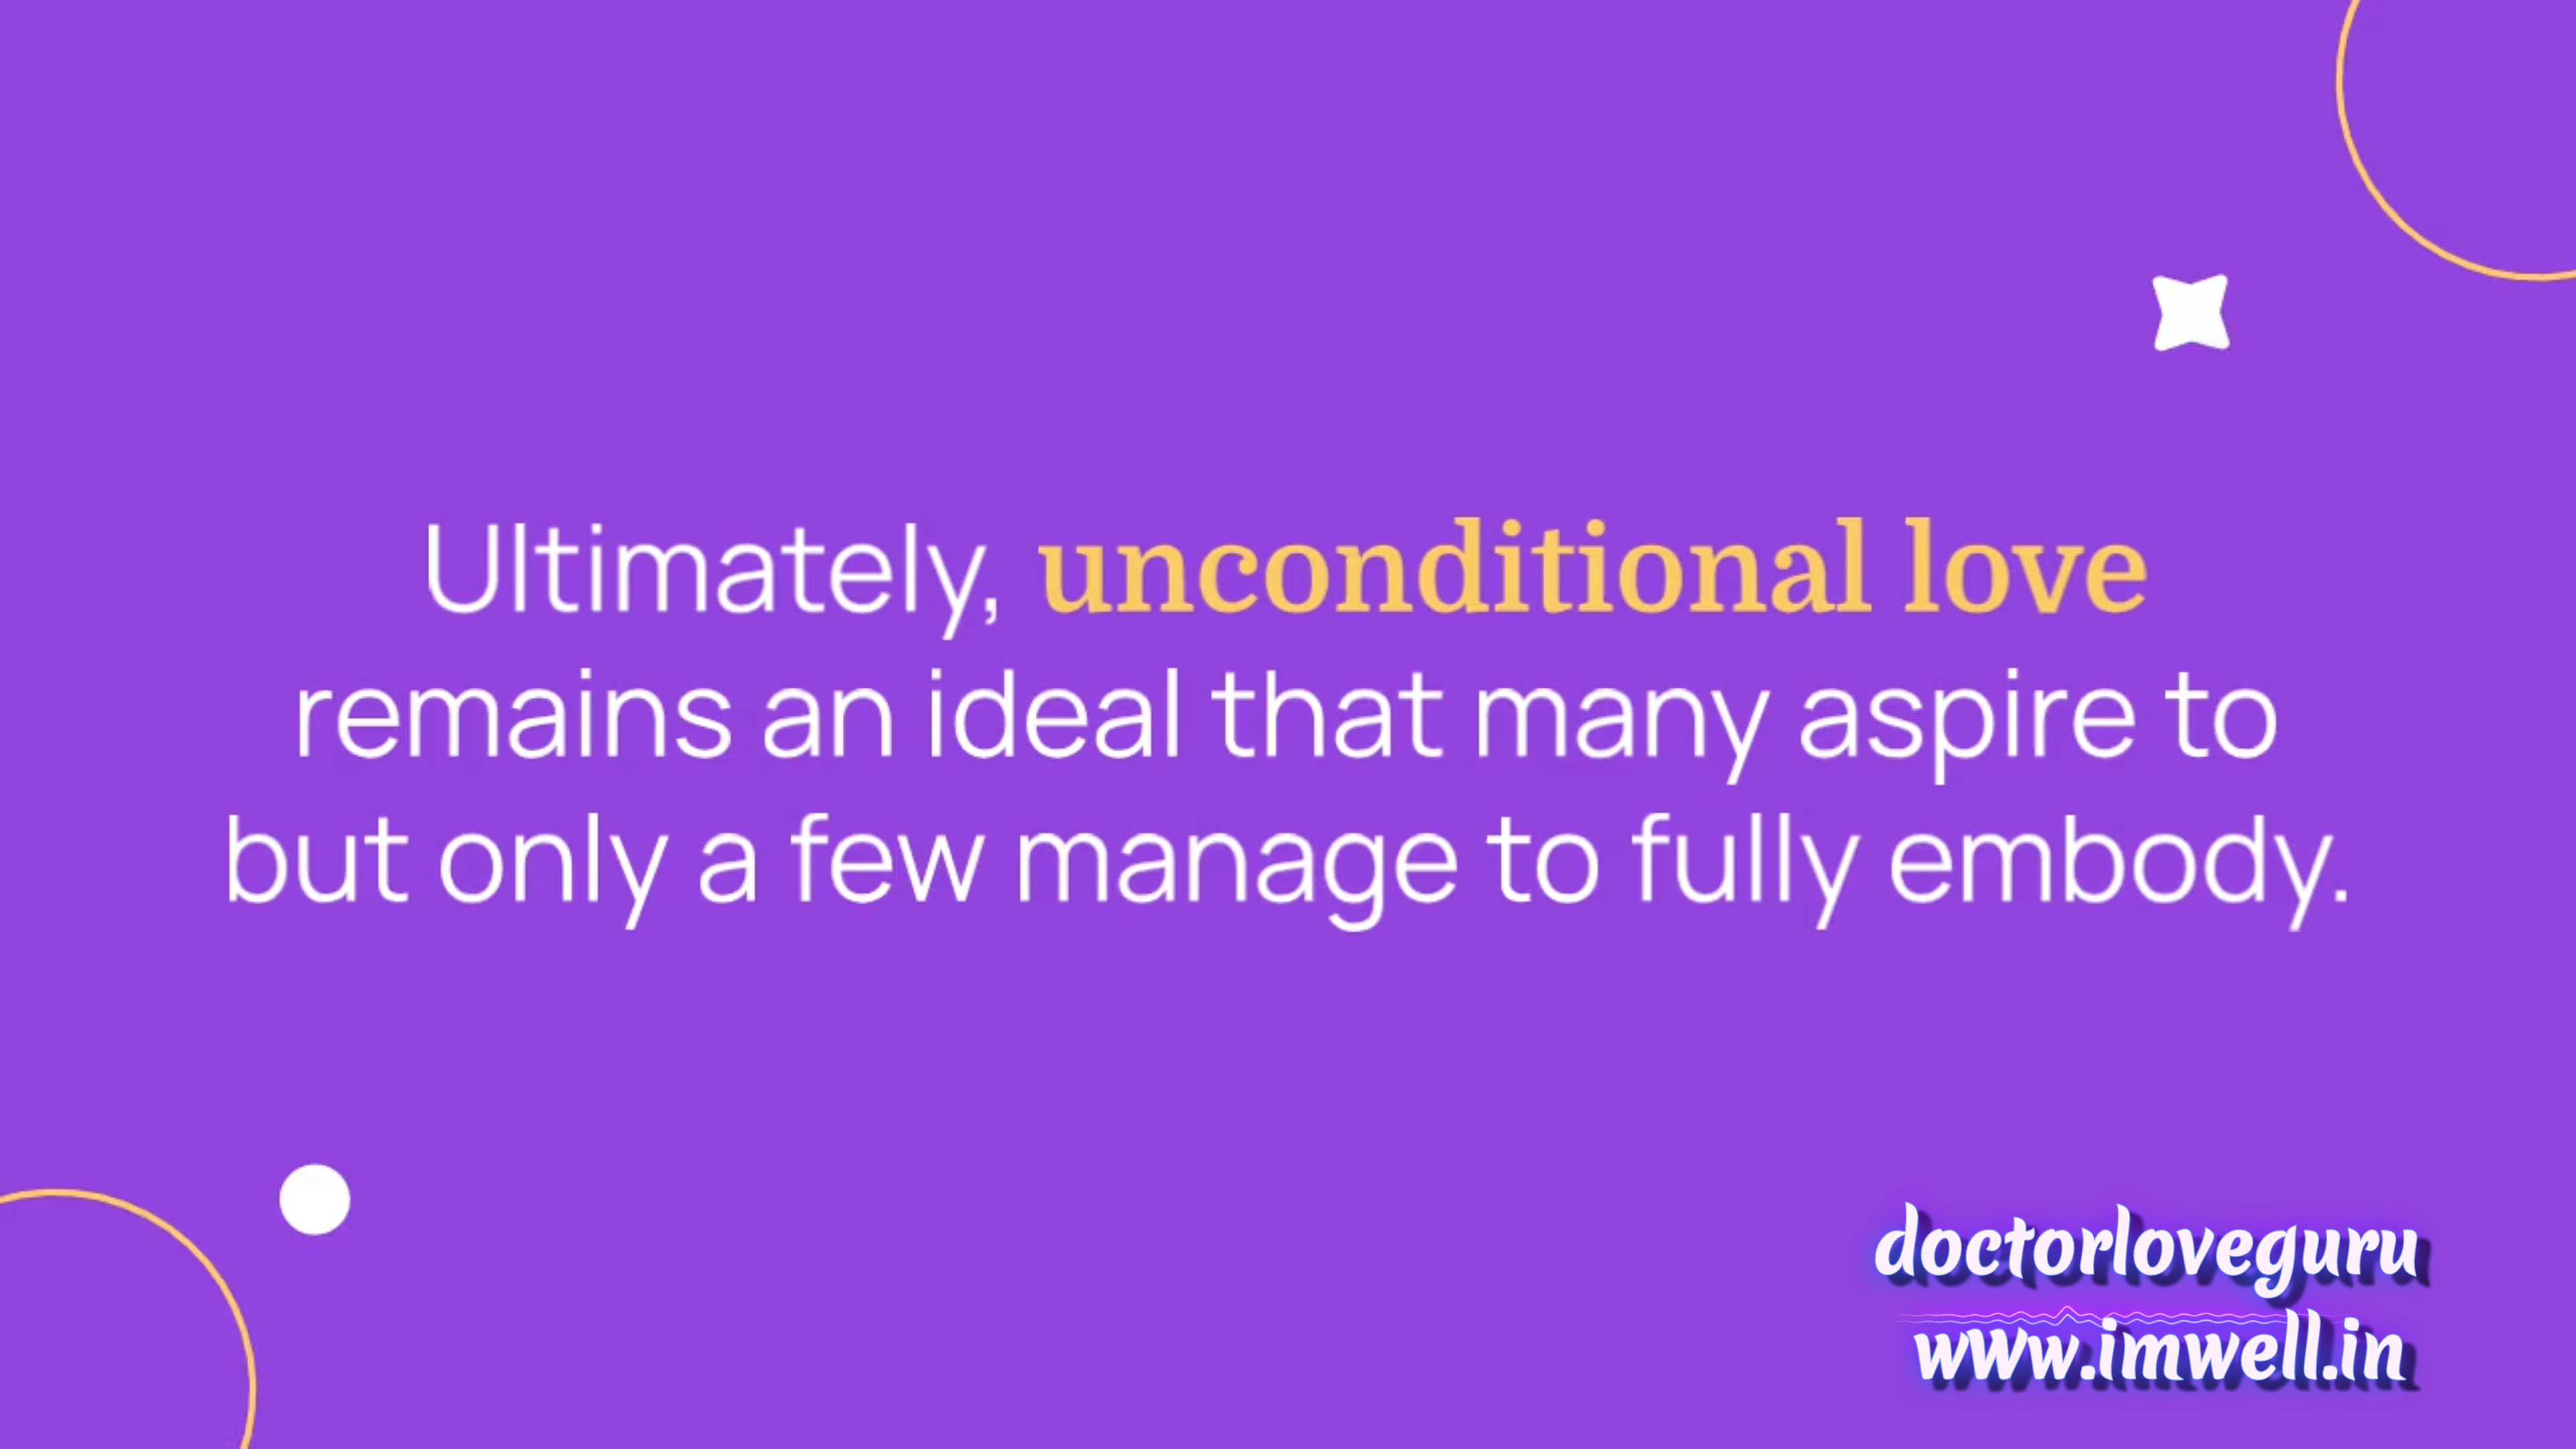 Ultimately, unconditional love
remains an ideal that many aspire to
but only a few manage to fully embody.
doctorloveguru
www.imwell.in